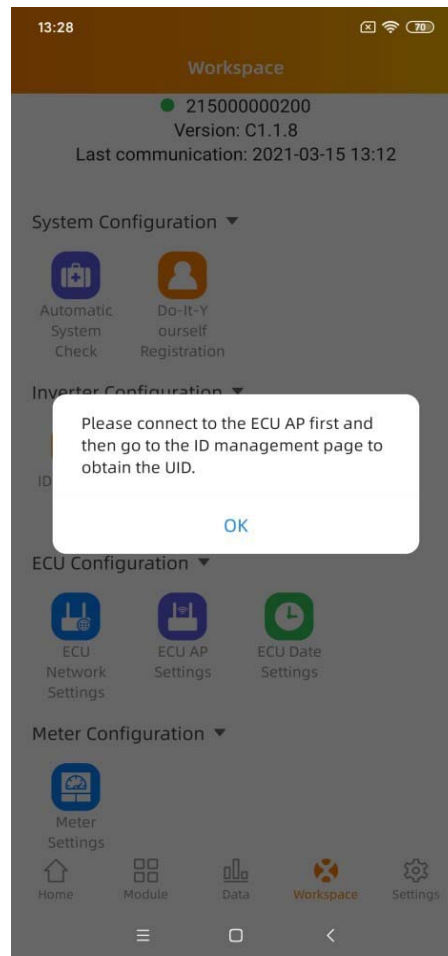 13:28
70
Workspace
215000000200
Version: C1.1.8
Last communication: 2021-03-15 13:12
System Configuration
Automatic
System
Check
Do-It-Y
ourself
Registration
Inverter Configuration
ID
Please connect to the ECU AP first and
then go to the ID management page to
obtain the UID.
OK
ECU Configuration
ECU
Network
Settings
ECU AP
Settings
ECU Date
Settings
Meter Configuration
Meter
Settings
Home
Module
Data
Workspace
Settings